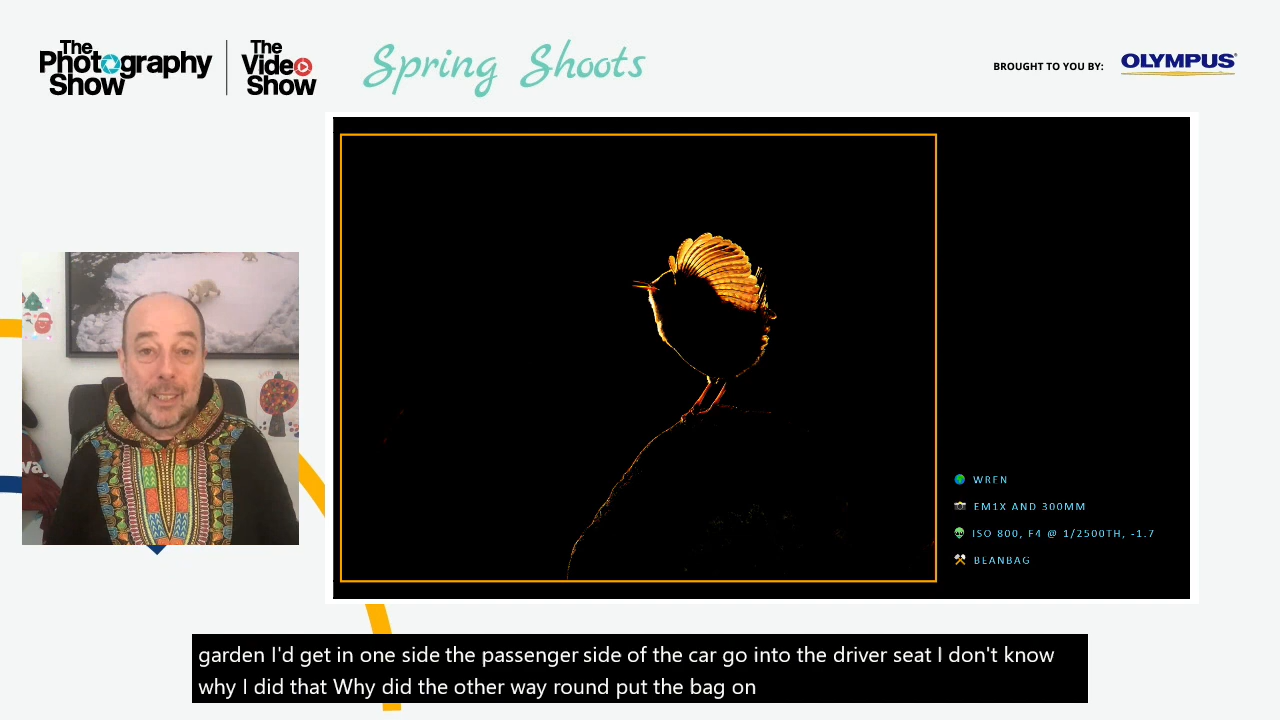 The
Photography
Show
The
Video
Show
Spring Shoots
BROUGHT TO YOU BY:
OLYMPUS
WREN
EM1X AND 300MM
ISO 800, F4 @ 1/2500TH, -1.7
BEANBAG
garden I'd get in one side the passenger side of the car go into the driver seat I don't know
why I did that Why did the other way round put the bag on